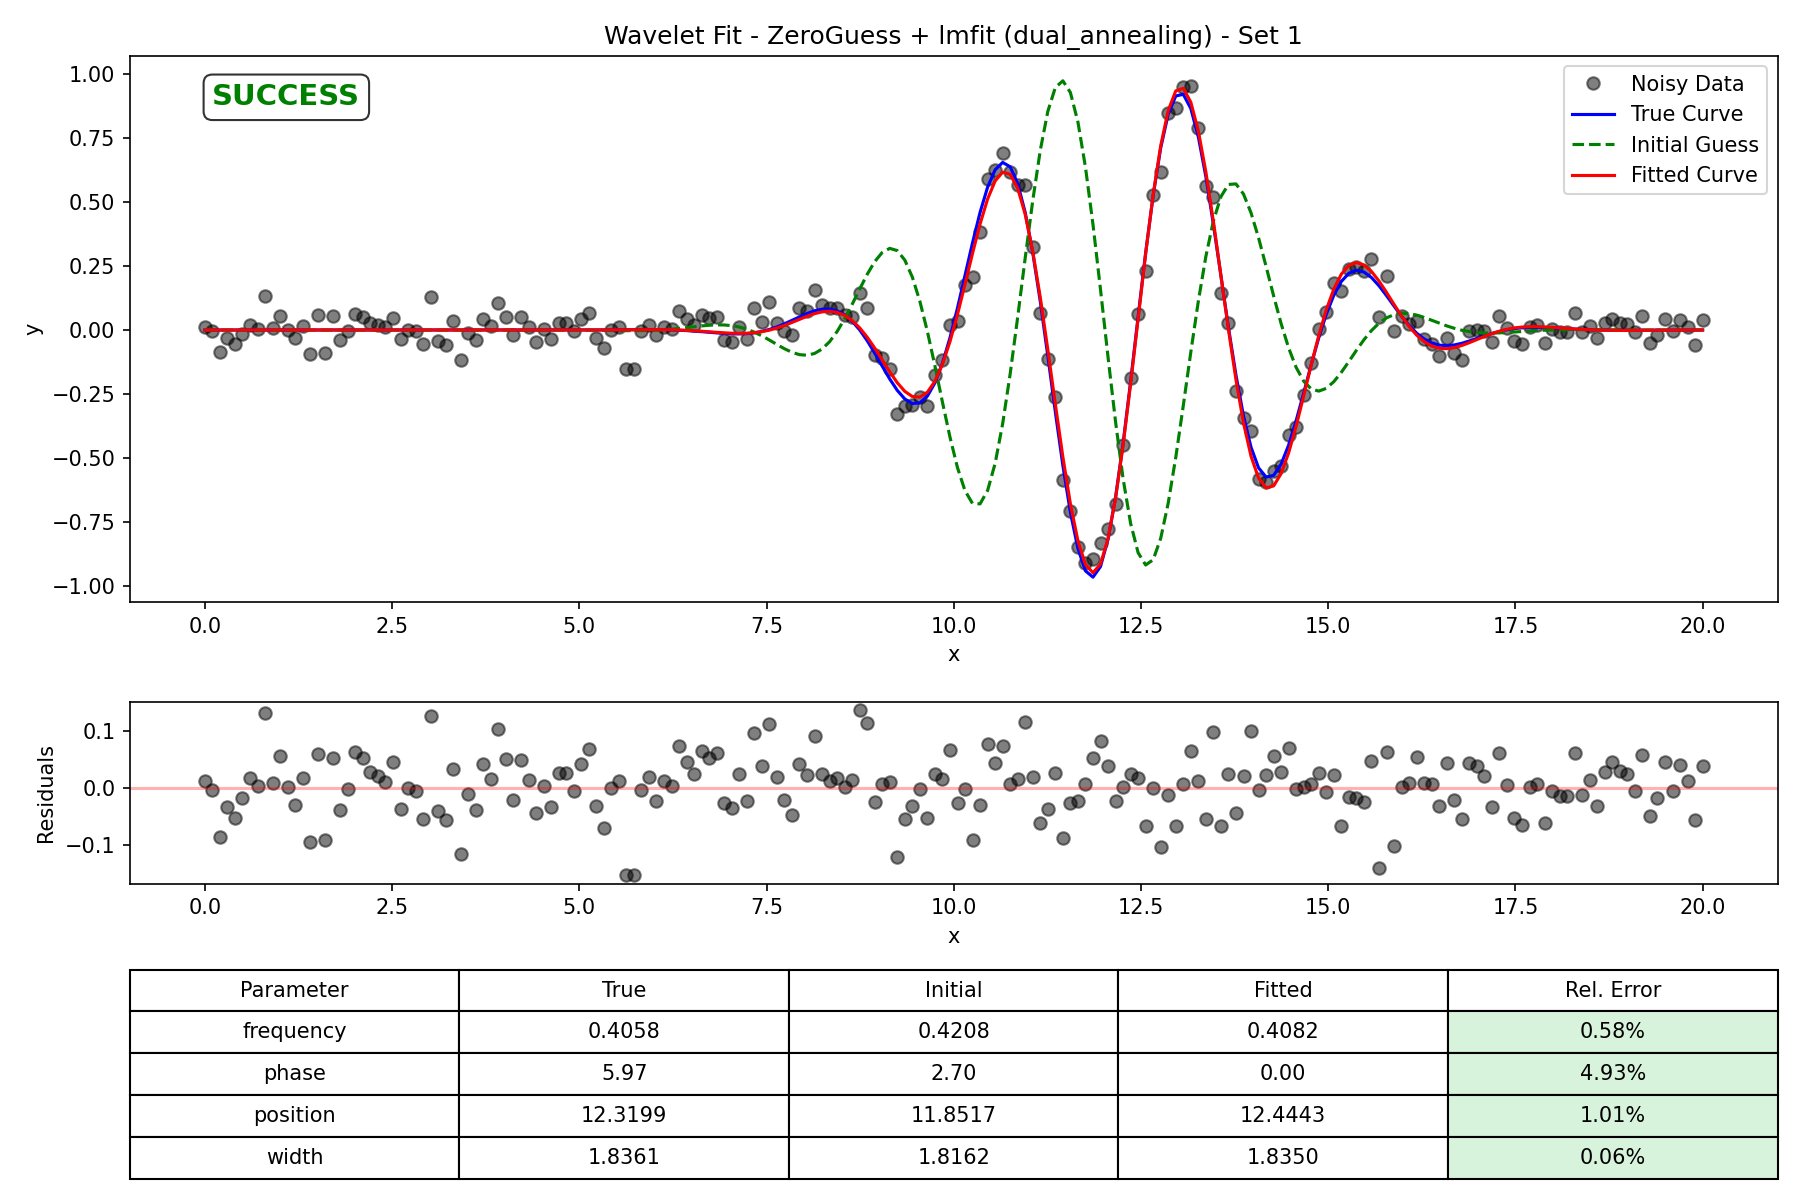 Wavelet Fit - ZeroGuess + lmfit (dual_annealing) - Set 1
SUCCESS
Noisy Data
True Curve
Initial Guess
Fitted Curve
y
1.00
0.75
0.50
0.25
0.00
−0.25
−0.50
−0.75
−1.00
0.0 2.5 5.0 7.5 10.0 12.5 15.0 17.5 20.0
x
Residuals
0.1
0.0
−0.1
0.0 2.5 5.0 7.5 10.0 12.5 15.0 17.5 20.0
x
Parameter True Initial Fitted Rel. Error
frequency 0.4058 0.4208 0.4082 0.58%
phase 5.97 2.70 0.00 4.93%
position 12.3199 11.8517 12.4443 1.01%
width 1.8361 1.8162 1.8350 0.06%